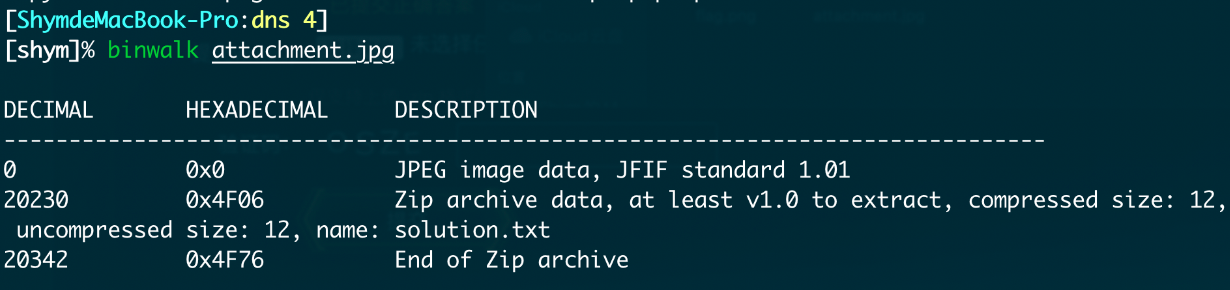 [ShymdeMacBook-Pro:dns 4]
[shym]% binwalk attachment.jpg
DECIMAL       HEXADECIMAL     DESCRIPTION
--------------------------------------------------------------------------------
0             0x0             JPEG image data, JFIF standard 1.01
20230         0x4F06          Zip archive data, at least v1.0 to extract, compressed size: 12,
 uncompressed size: 12, name: solution.txt
20342         0x4F76          End of Zip archive